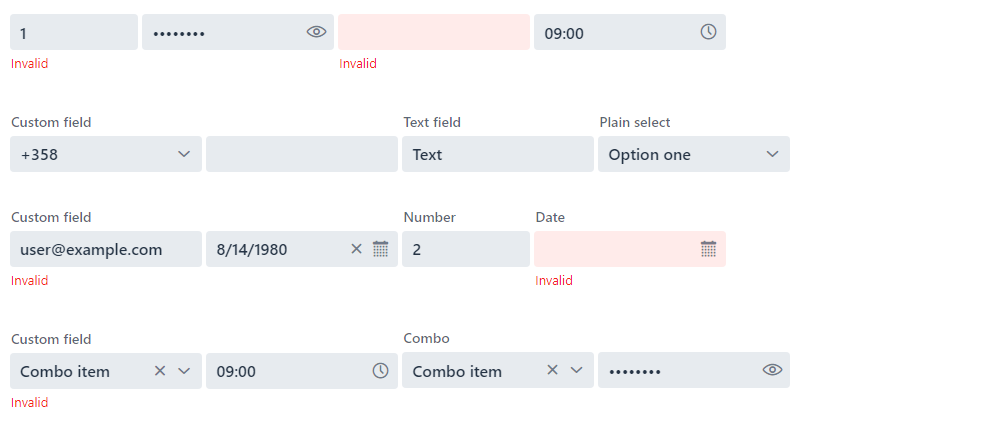 1 •••••••• 09:00
Invalid Invalid
Custom field Text field Plain select
+358 Text Option one
Custom field Number Date
user@example.com 8/14/1980 2
Invalid Invalid
Custom field Combo
Combo item 09:00 Combo item ••••••••
Invalid